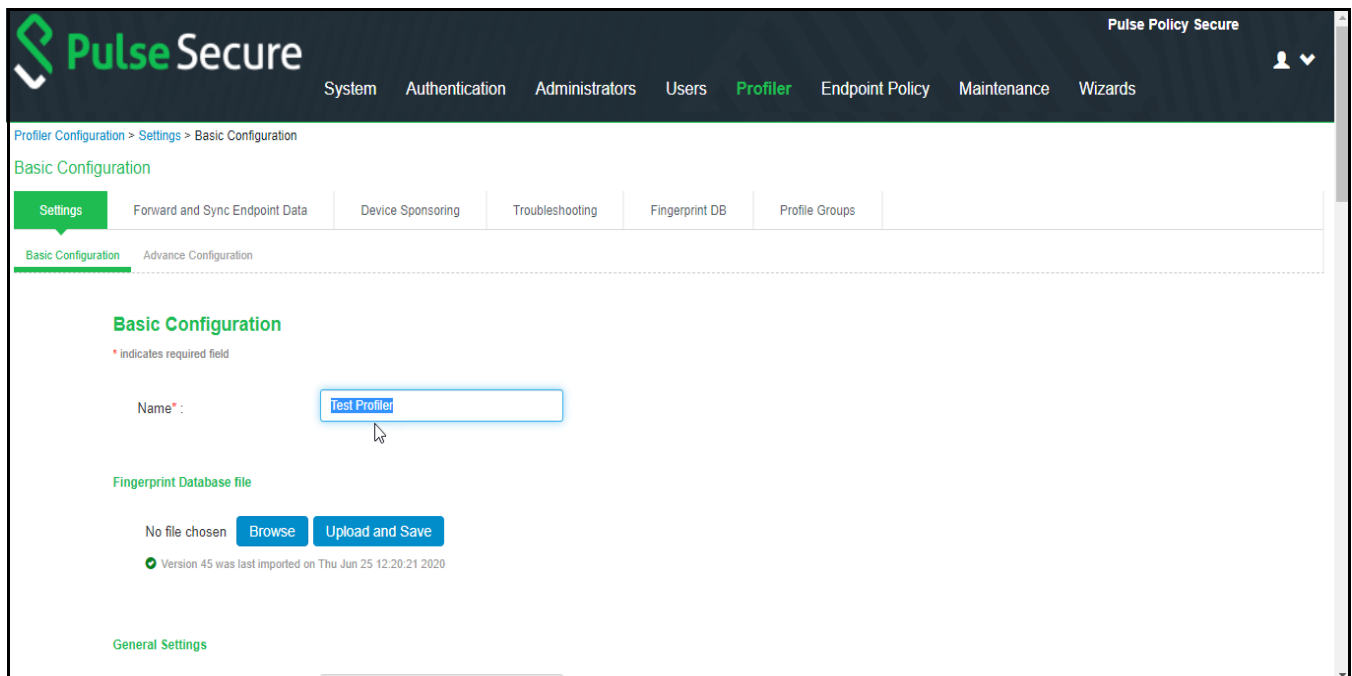 Pulse Policy Secure
Pulse Secure
System Authentication Administrators Users Profiler Endpoint Policy Maintenance Wizards
Profiler Configuration > Settings > Basic Configuration
Basic Configuration
Settings Forward and Sync Endpoint Data Device Sponsoring Troubleshooting Fingerprint DB Profile Groups
Basic Configuration Advance Configuration
Basic Configuration
* indicates required field
Name* : Test Profiler
Fingerprint Database file
No file chosen Browse Upload and Save
Version 45 was last imported on Thu Jun 25 12:20:21 2020
General Settings